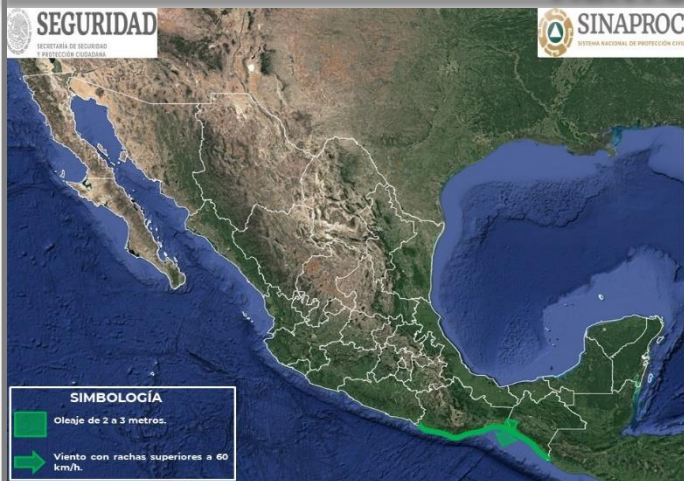 SEGURIDAD
SECRETARÍA DE SEGURIDAD
Y PROTECCIÓN CIUDADANA
SINAPROC
SISTEMA NACIONAL DE PROTECCIÓN CIVIL
SIMBOLOGÍA
Oleaje de 2 a 3 metros.
Viento con rachas superiores a 60
km/h.